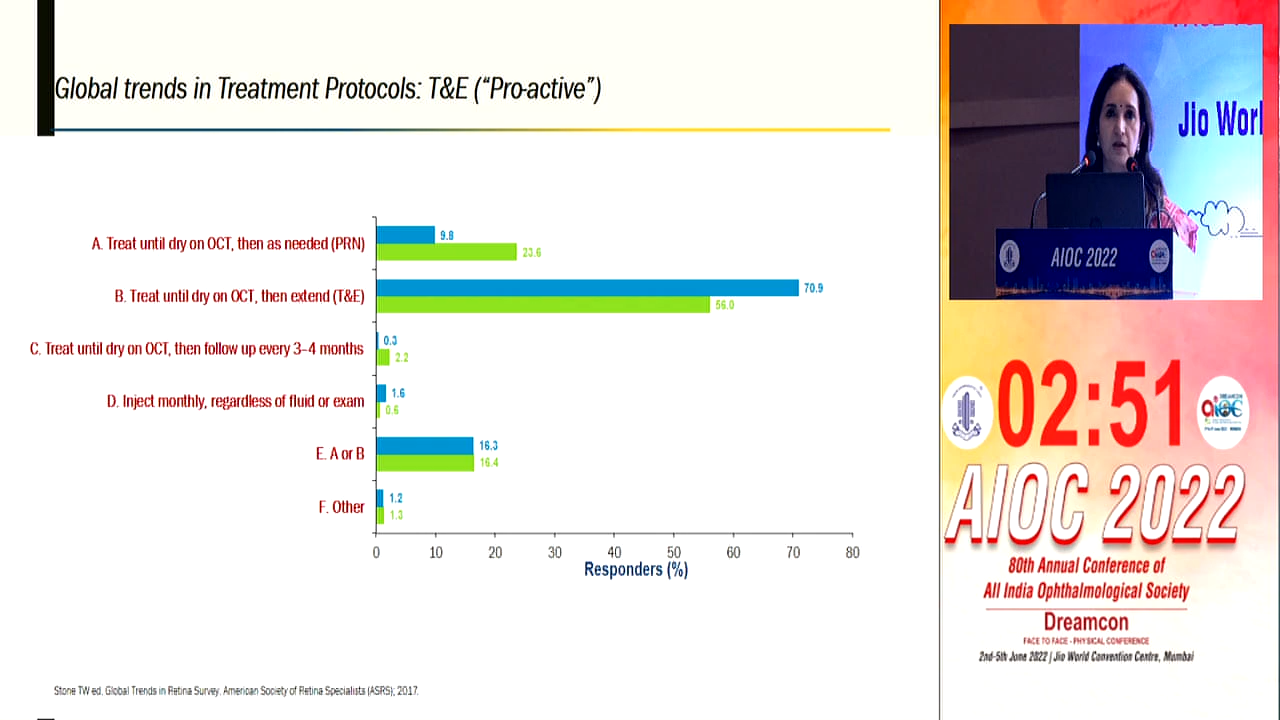 Global trends in Treatment Protocols: T&E (“Pro-active”)
A. Treat until dry on OCT, then as needed (PRN)
9.8
23.6
B. Treat until dry on OCT, then extend (T&E)
70.9
56.0
C. Treat until dry on OCT, then follow up every 3–4 months
0.3
2.2
D. Inject monthly, regardless of fluid or exam
1.6
0.6
E. A or B
16.3
16.4
F. Other
1.2
1.3
0 10 20 30 40 50 60 70 80
Responders (%)
Stone TW ed. Global Trends in Retina Survey. American Society of Retina Specialists (ASRS); 2017.
Jio Worl
AIOC 2022
02:51
AIOC 2022
80th Annual Conference of
All India Ophthalmological Society
Dreamcon
FACE TO FACE - PHYSICAL CONFERENCE
2nd-5th June 2022 | Jio World Convention Centre, Mumbai